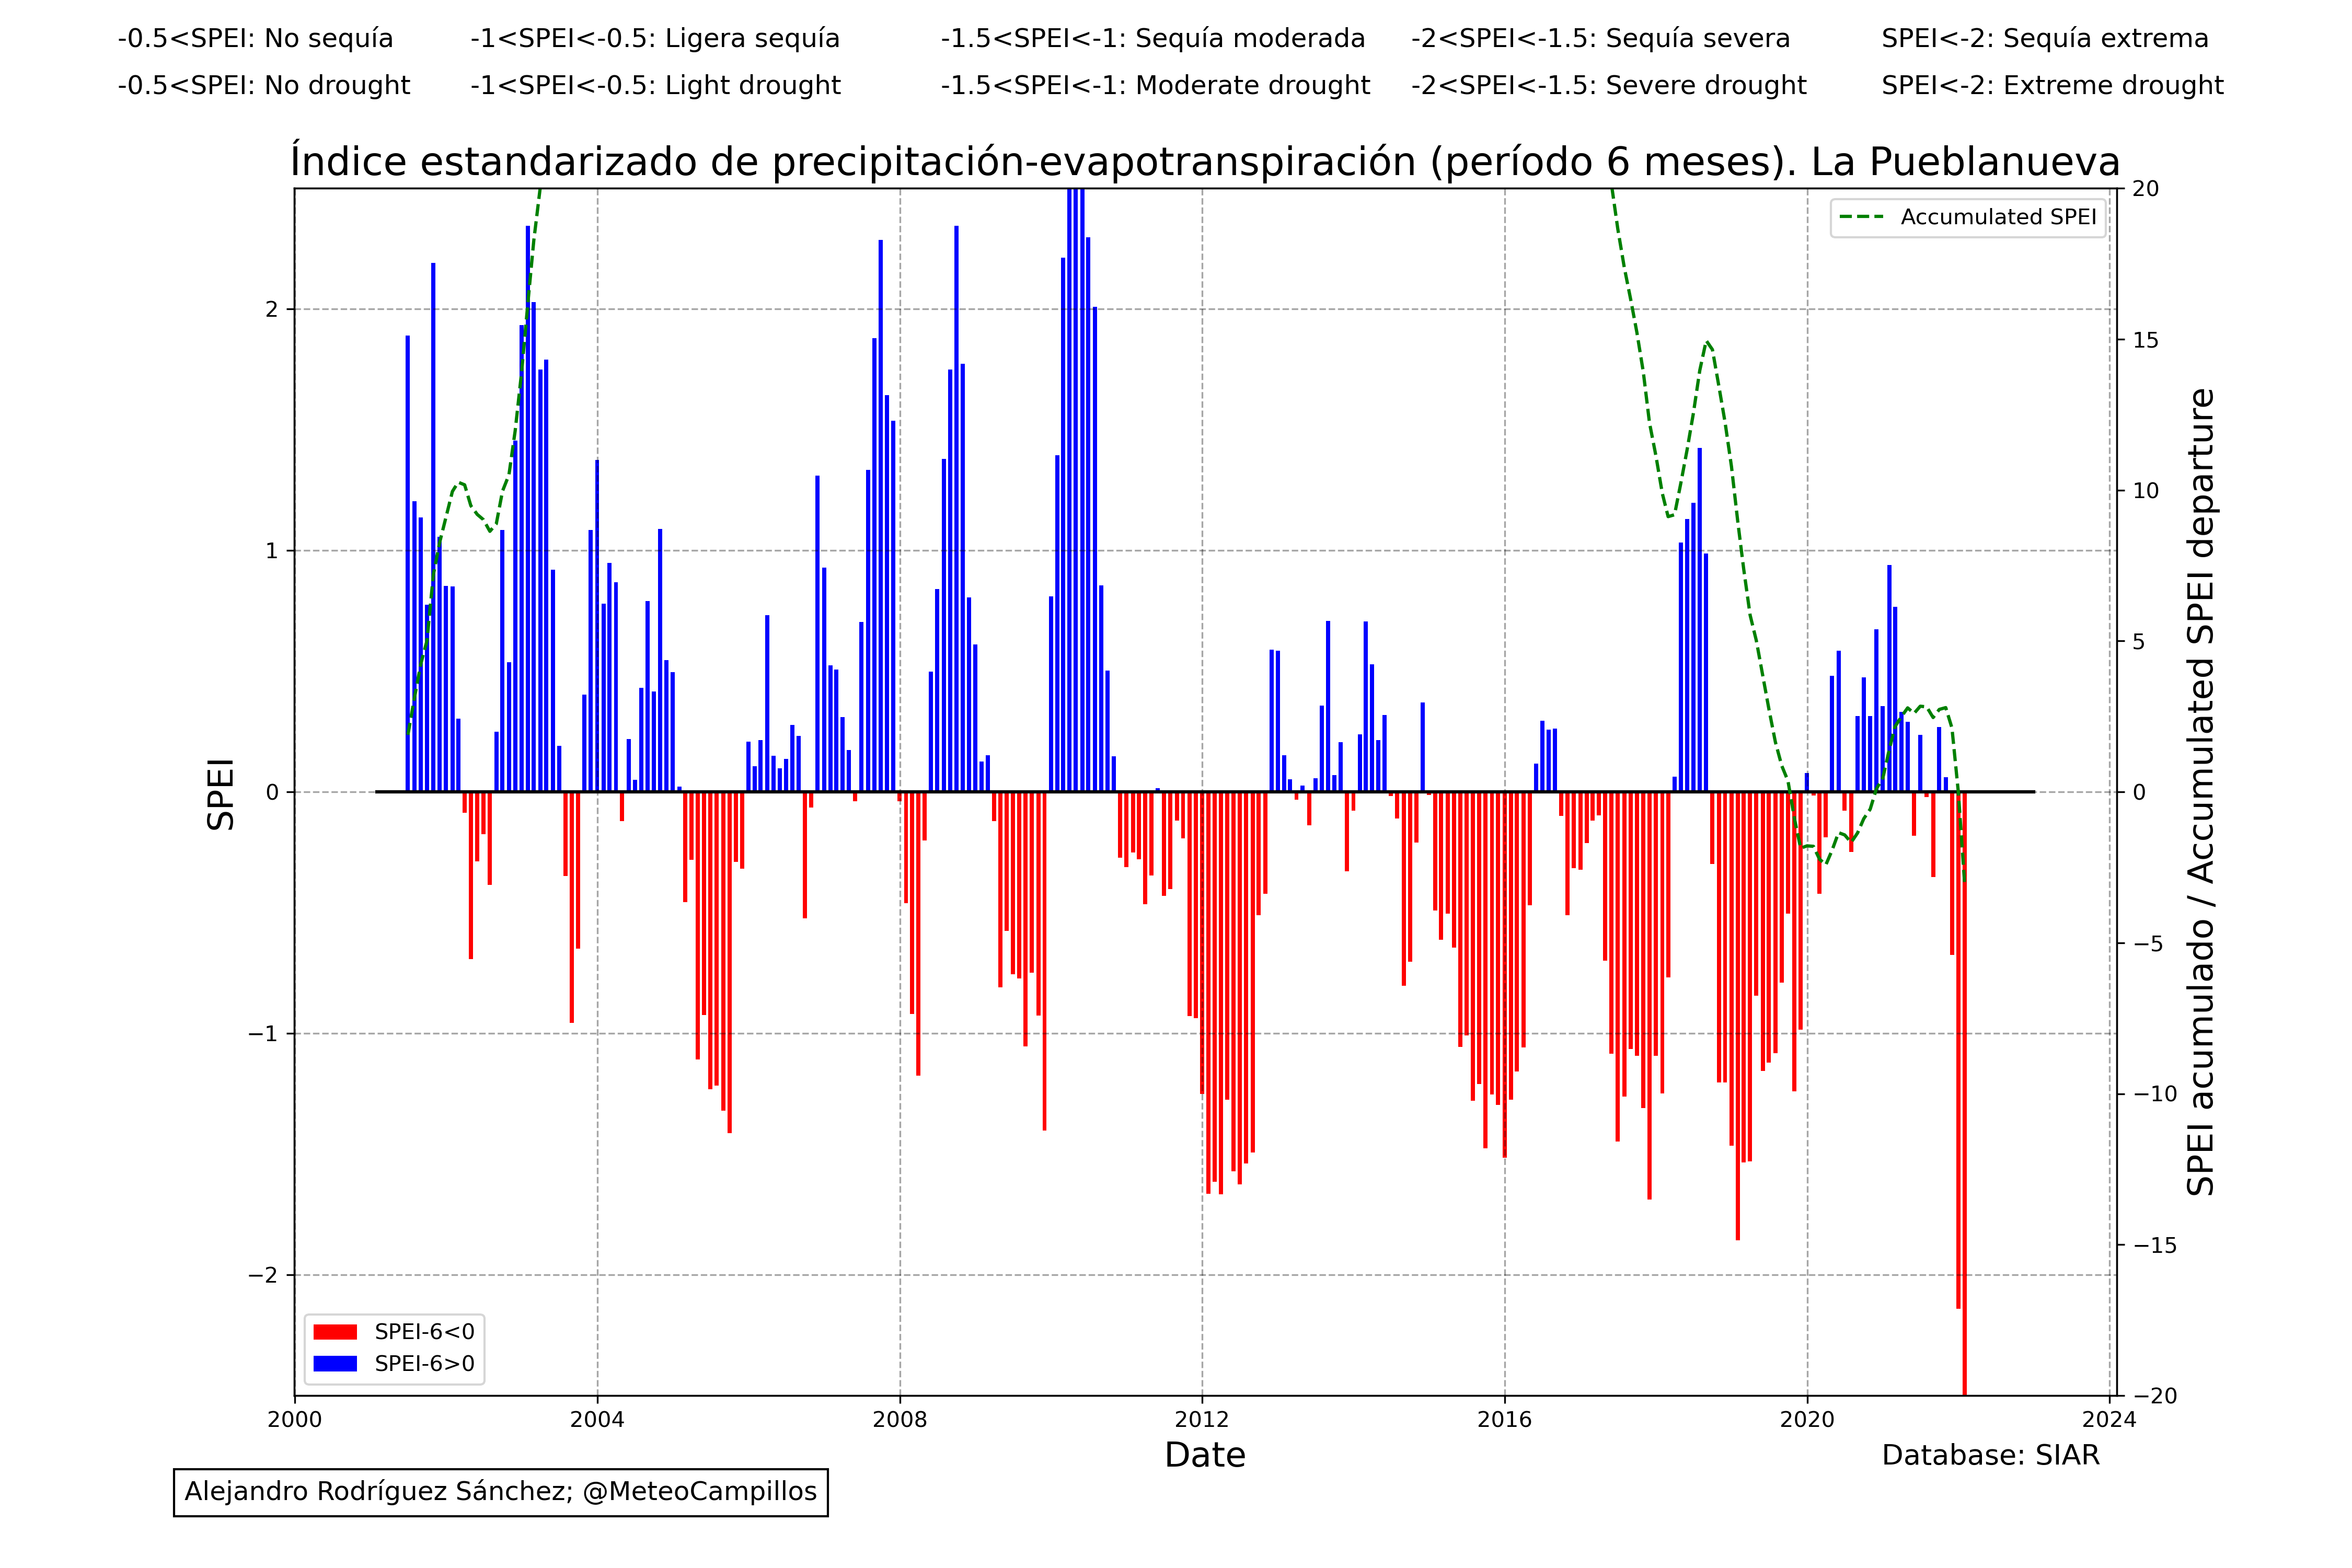 -0.5<SPEI: No sequía -1<SPEI<-0.5: Ligera sequía -1.5<SPEI<-1: Sequía moderada -2<SPEI<-1.5: Sequía severa SPEI<-2: Sequía extrema
-0.5<SPEI: No drought -1<SPEI<-0.5: Light drought -1.5<SPEI<-1: Moderate drought -2<SPEI<-1.5: Severe drought SPEI<-2: Extreme drought
Índice estandarizado de precipitación-evapotranspiración (período 6 meses). La Pueblanueva
Accumulated SPEI
SPEI
2
1
0
−1
−2
20
15
10
5
0
−5
−10
−15
−20
SPEI acumulado / Accumulated SPEI departure
SPEI-6<0
SPEI-6>0
2000 2004 2008 2012 2016 2020 2024
Date
Database: SIAR
Alejandro Rodríguez Sánchez; @MeteoCampillos